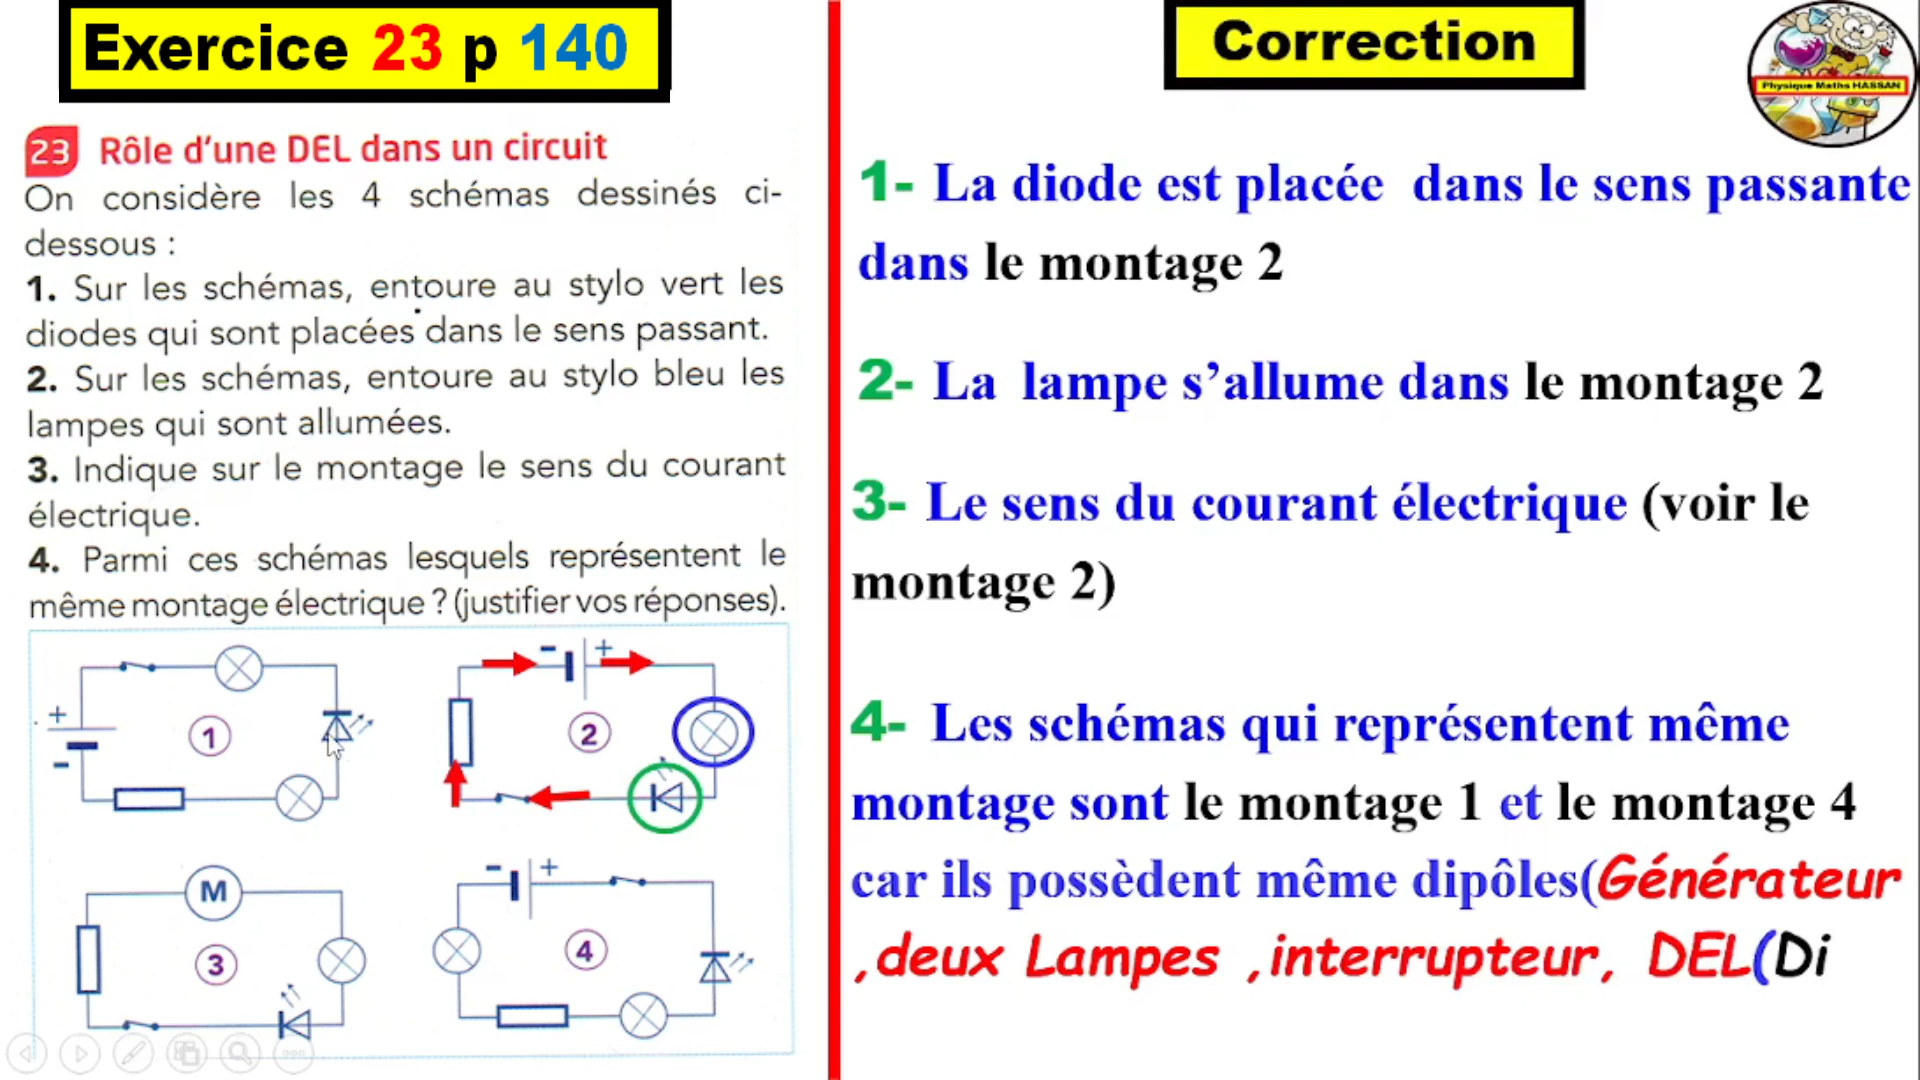 Exercice 23 p 140
23 Rôle d'une DEL dans un circuit
On considère les 4 schémas dessinés ci-
dessous :
1. Sur les schémas, entoure au stylo vert les
diodes qui sont placées dans le sens passant.
2. Sur les schémas, entoure au stylo bleu les
lampes qui sont allumées.
3. Indique sur le montage le sens du courant
électrique.
4. Parmi ces schémas lesquels représentent le
même montage électrique ? (justifier vos réponses).
+
1
-
- +
2
M
3
- +
4
Correction
Physique Maths HASSAN
1- La diode est placée dans le sens passante
dans le montage 2
2- La lampe s'allume dans le montage 2
3- Le sens du courant électrique (voir le
montage 2)
4- Les schémas qui représentent même
montage sont le montage 1 et le montage 4
car ils possèdent même dipôles(Générateur
,deux Lampes ,interrupteur, DEL(Di